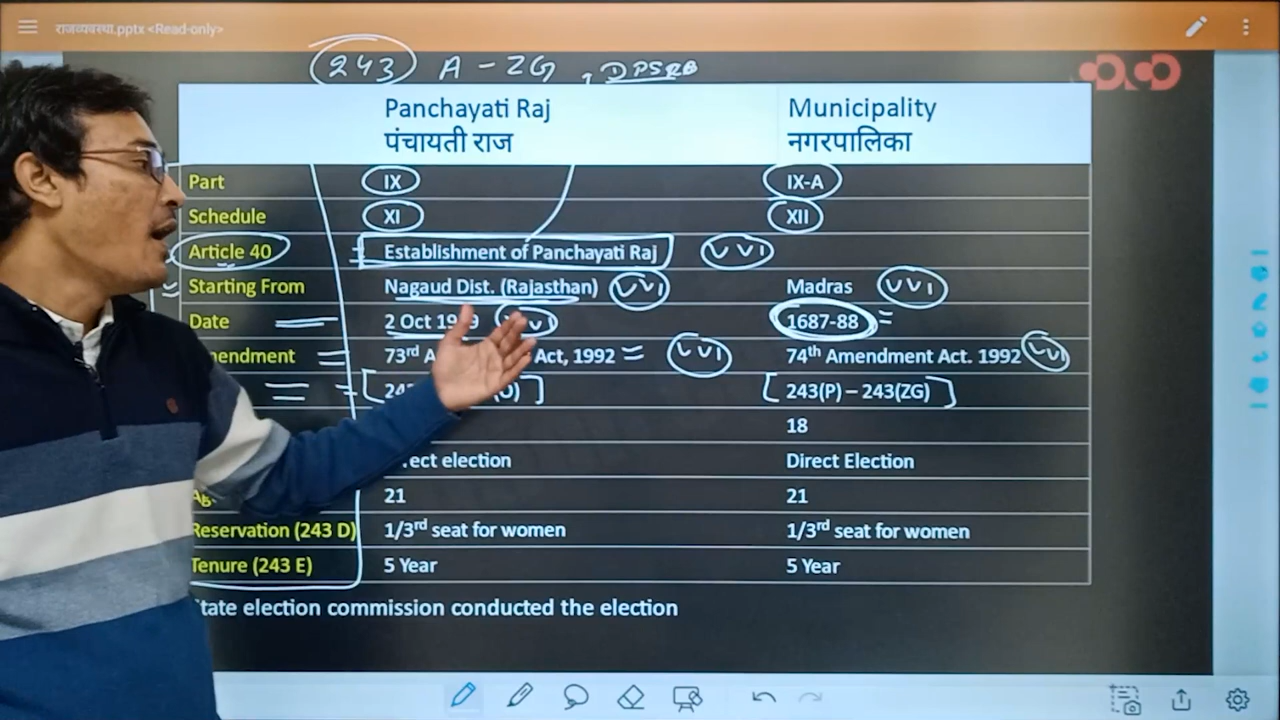 राजव्यवस्था.pptx <Read-only>
243 A - ZG , DPSRB
Panchayati Raj Municipality
पंचायती राज नगरपालिका
Part IX IX-A
Schedule XI XII
Article 40 Establishment of Panchayati Raj VVI
Starting From Nagaud Dist. (Rajasthan) VVI Madras VVI
Date 2 Oct 1687-88
73rd Act, 1992 VVI 74th Amendment Act. 1992 VVI
243(P) – 243(ZG)
18
election Direct Election
21 21
Reservation (243 D) 1/3rd seat for women 1/3rd seat for women
Tenure (243 E) 5 Year 5 Year
State election commission conducted the election